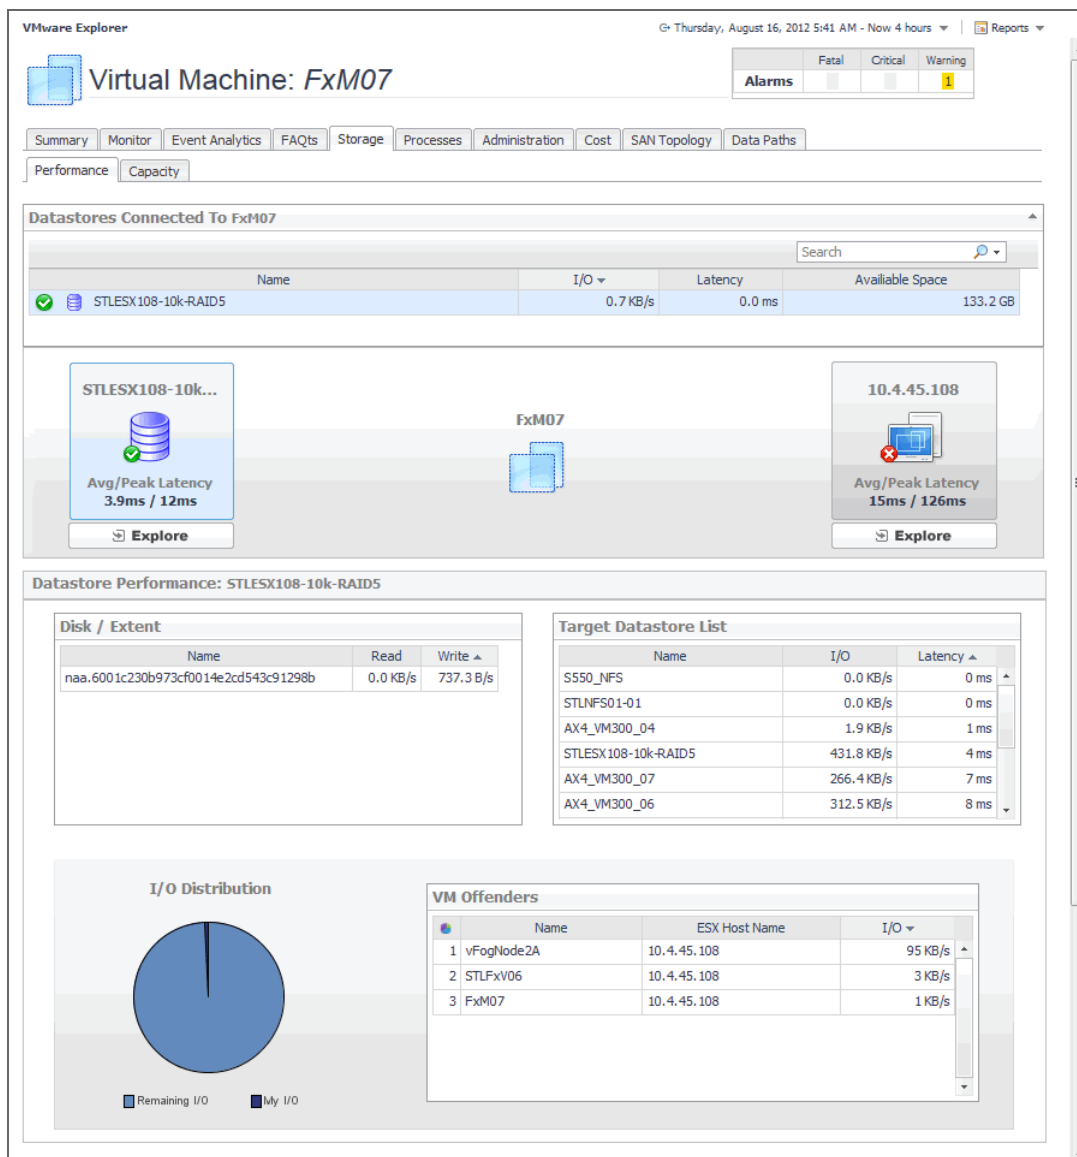 VMware Explorer
Thursday, August 16, 2012 5:41 AM - Now 4 hours
Reports
Virtual Machine: FxM07
Fatal Critical Warning
Alarms 1
Summary Monitor Event Analytics FAQts Storage Processes Administration Cost SAN Topology Data Paths
Performance Capacity
Datastores Connected To FxM07
Search
Name I/O Latency Availiable Space
STLESX108-10k-RAID5 0.7 KB/s 0.0 ms 133.2 GB
STLESX108-10k...
Avg/Peak Latency
3.9ms / 12ms
Explore
FxM07
10.4.45.108
Avg/Peak Latency
15ms / 126ms
Explore
Datastore Performance: STLESX108-10k-RAID5
Disk / Extent
Name Read Write
naa.6001c230b973cf0014e2cd543c91298b 0.0 KB/s 737.3 B/s
Target Datastore List
Name I/O Latency
S550_NFS 0.0 KB/s 0 ms
STLNFS01-01 0.0 KB/s 0 ms
AX4_VM300_04 1.9 KB/s 1 ms
STLESX108-10k-RAID5 431.8 KB/s 4 ms
AX4_VM300_07 266.4 KB/s 7 ms
AX4_VM300_06 312.5 KB/s 8 ms
I/O Distribution
Remaining I/O My I/O
VM Offenders
Name ESX Host Name I/O
1 vFogNode2A 10.4.45.108 95 KB/s
2 STLFxV06 10.4.45.108 3 KB/s
3 FxM07 10.4.45.108 1 KB/s